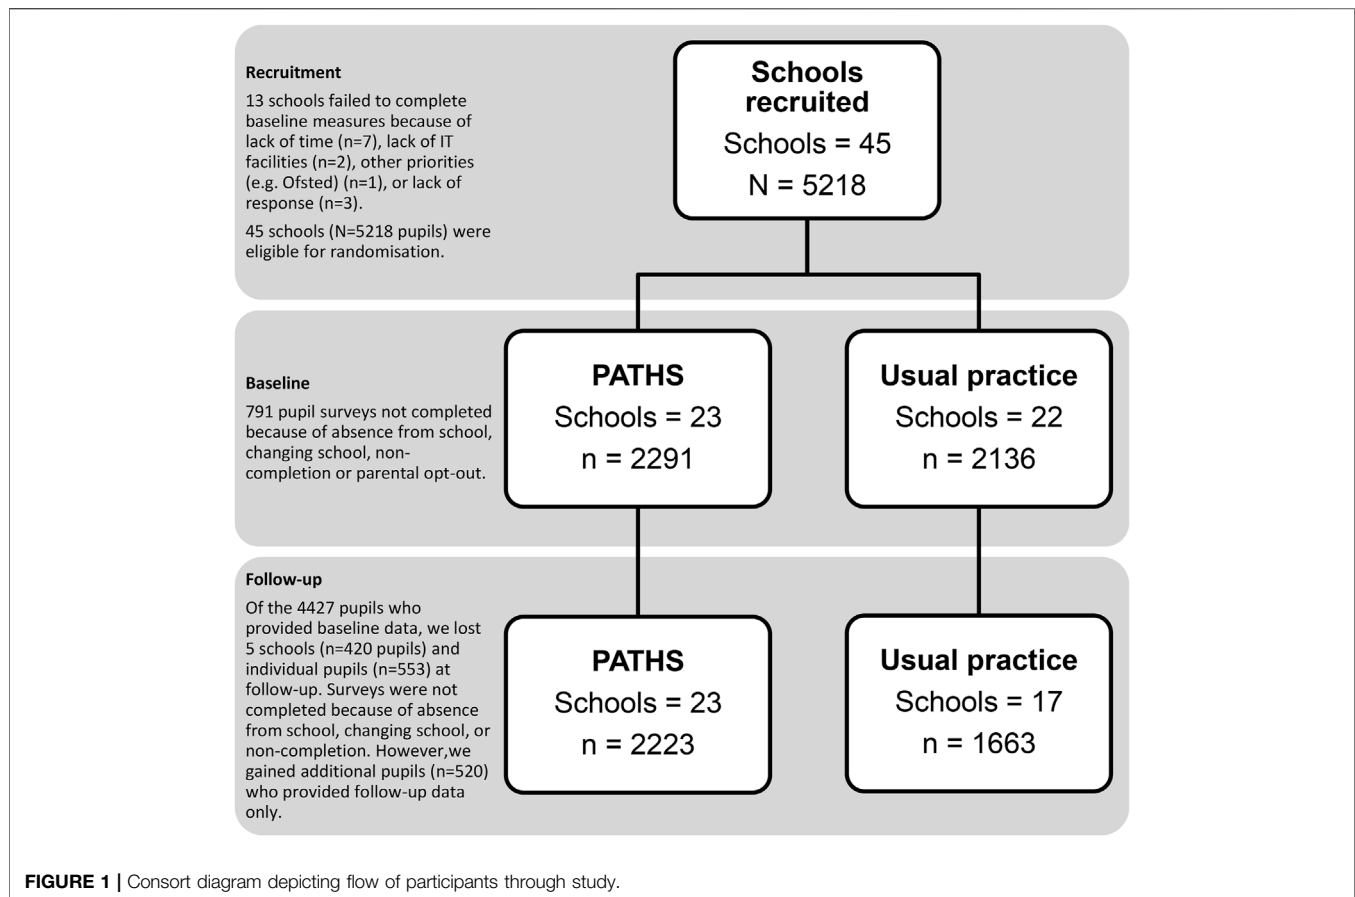 Recruitment
13 schools failed to complete
baseline measures because of
lack of time (n=7), lack of IT
facilities (n=2), other priorities
(e.g. Ofsted) (n=1), or lack of
response (n=3).
45 schools (N=5218 pupils) were
eligible for randomisation.
Schools
recruited
Schools = 45
N = 5218
Baseline
791 pupil surveys not completed
because of absence from school,
changing school, non-
completion or parental opt-out.
PATHS
Schools = 23
n = 2291
Usual practice
Schools = 22
n = 2136
Follow-up
Of the 4427 pupils who
provided baseline data, we lost
5 schools (n=420 pupils) and
individual pupils (n=553) at
follow-up. Surveys were not
completed because of absence
from school, changing school, or
non-completion. However,we
gained additional pupils (n=520)
who provided follow-up data
only.
PATHS
Schools = 23
n = 2223
Usual practice
Schools = 17
n = 1663
FIGURE 1 | Consort diagram depicting flow of participants through study.